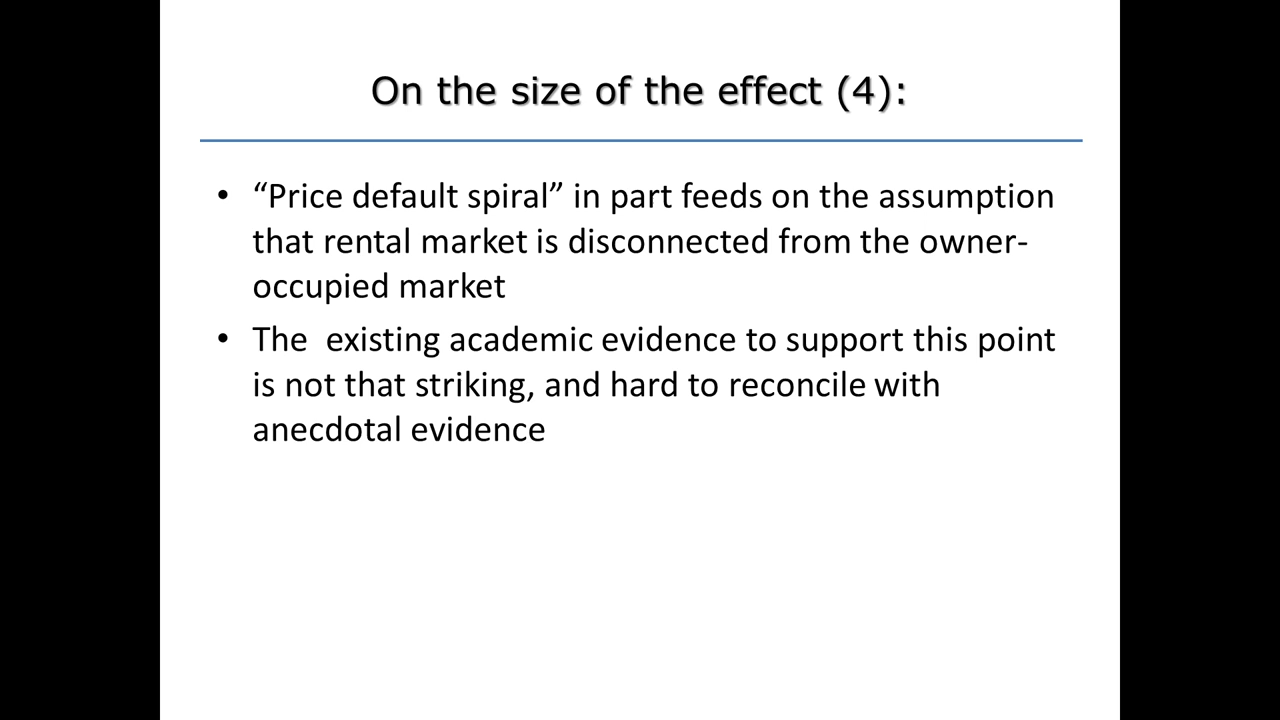 On the size of the effect (4):
• “Price default spiral” in part feeds on the assumption
that rental market is disconnected from the owner-
occupied market
• The  existing academic evidence to support this point
is not that striking, and hard to reconcile with
anecdotal evidence